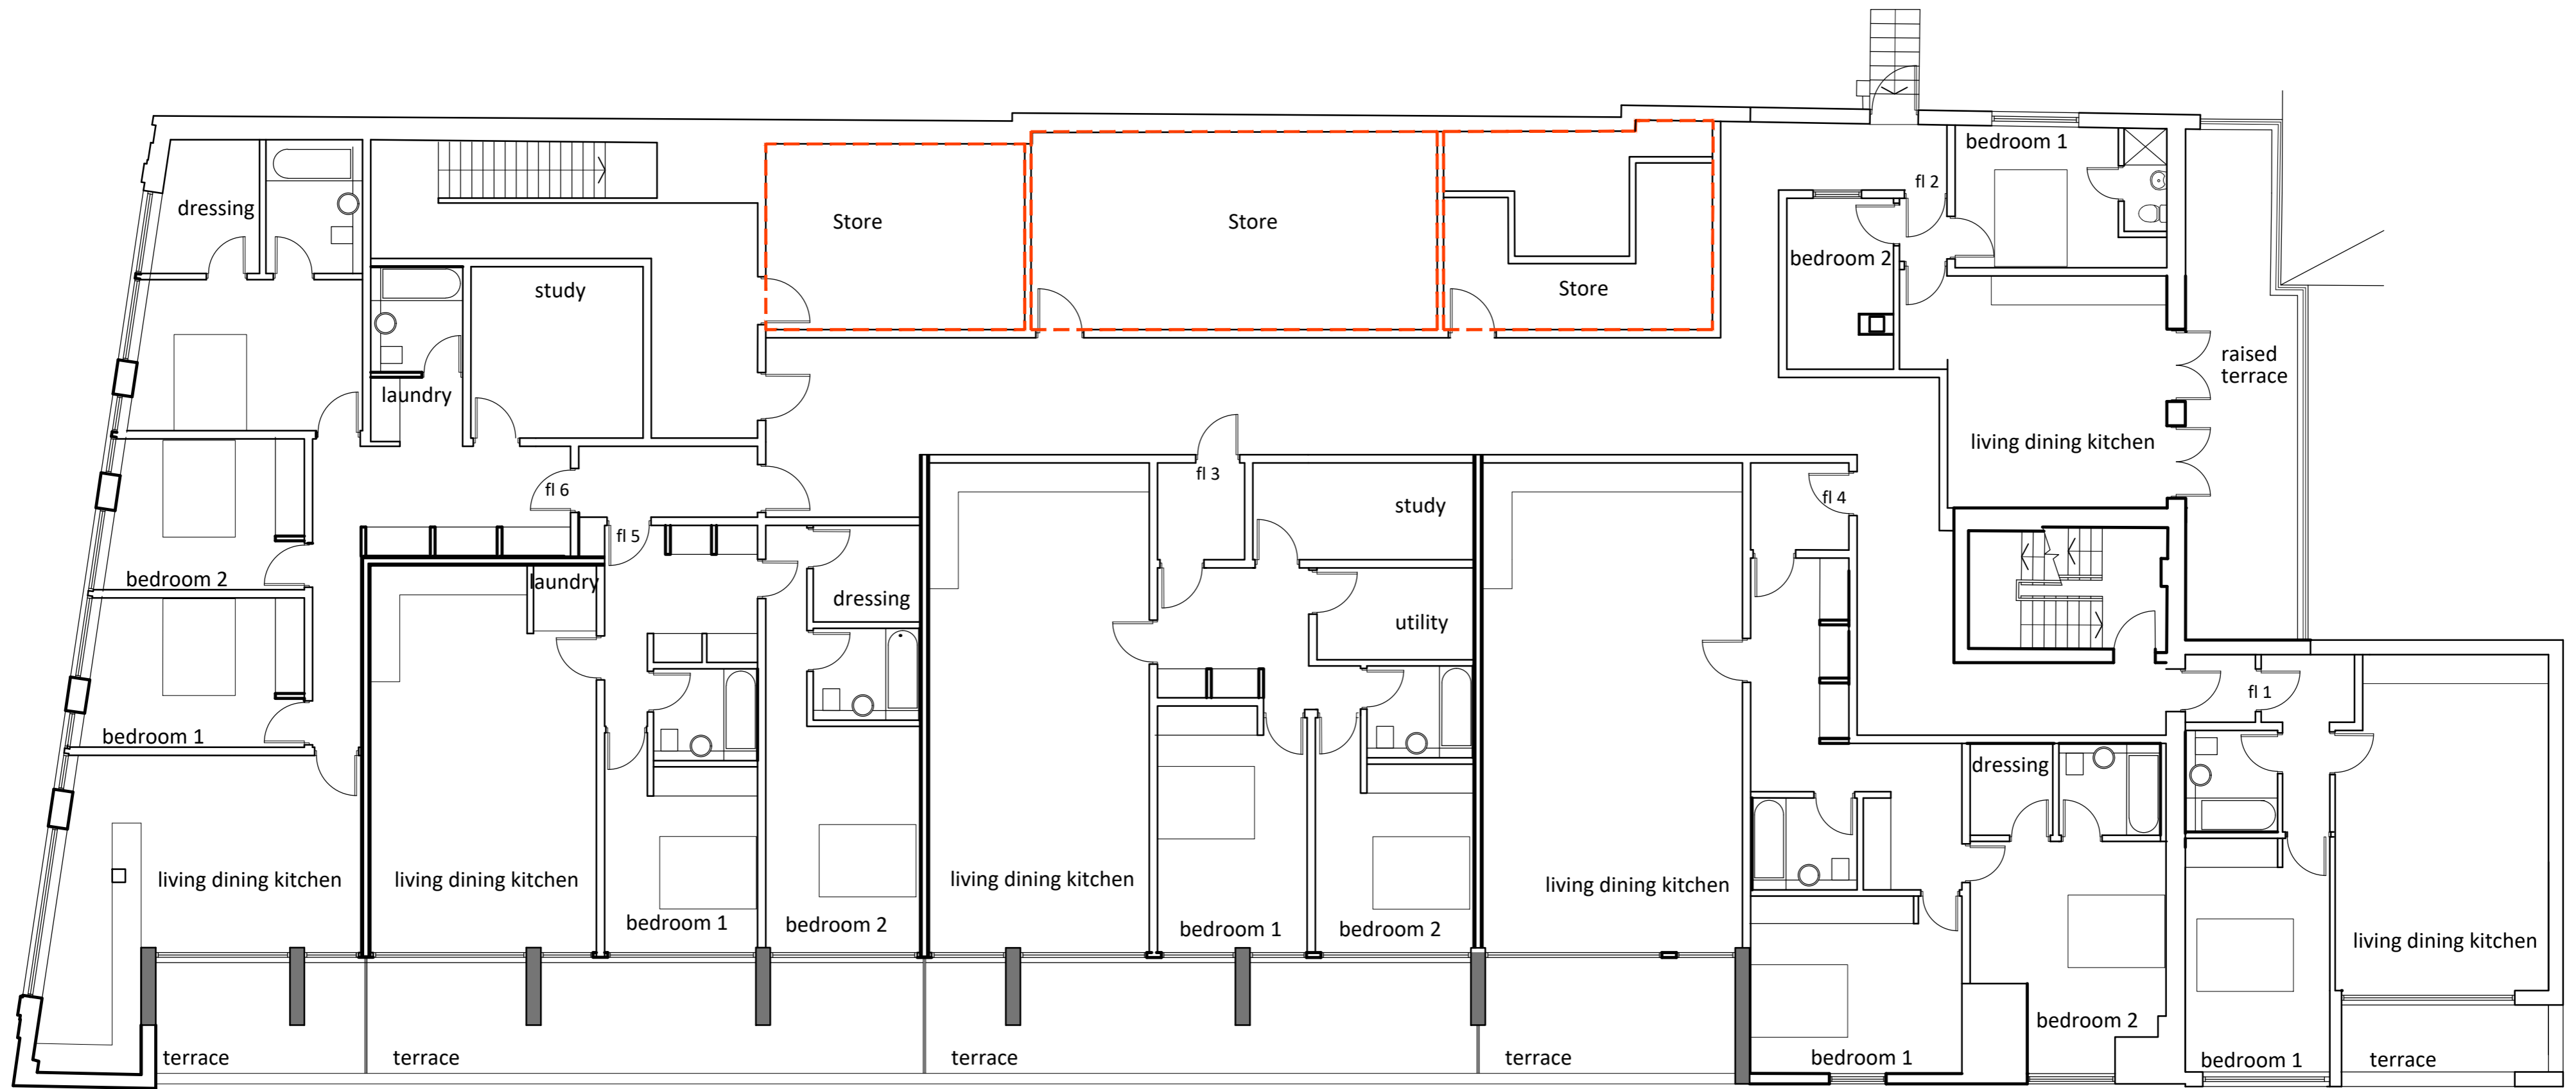 bedroom 1
dressing
fl 2
Store
Store
bedroom 2
study
Store
raised
terrace
laundry
living dining kitchen
fl 6
fl 3
study
fl 4
fl 5
bedroom 2
laundry
dressing
utility
fl 1
bedroom 1
dressing
living dining kitchen
living dining kitchen
living dining kitchen
living dining kitchen
bedroom 1
bedroom 2
bedroom 1
bedroom 2
living dining kitchen
bedroom 2
terrace
terrace
terrace
terrace
bedroom 1
bedroom 1
terrace